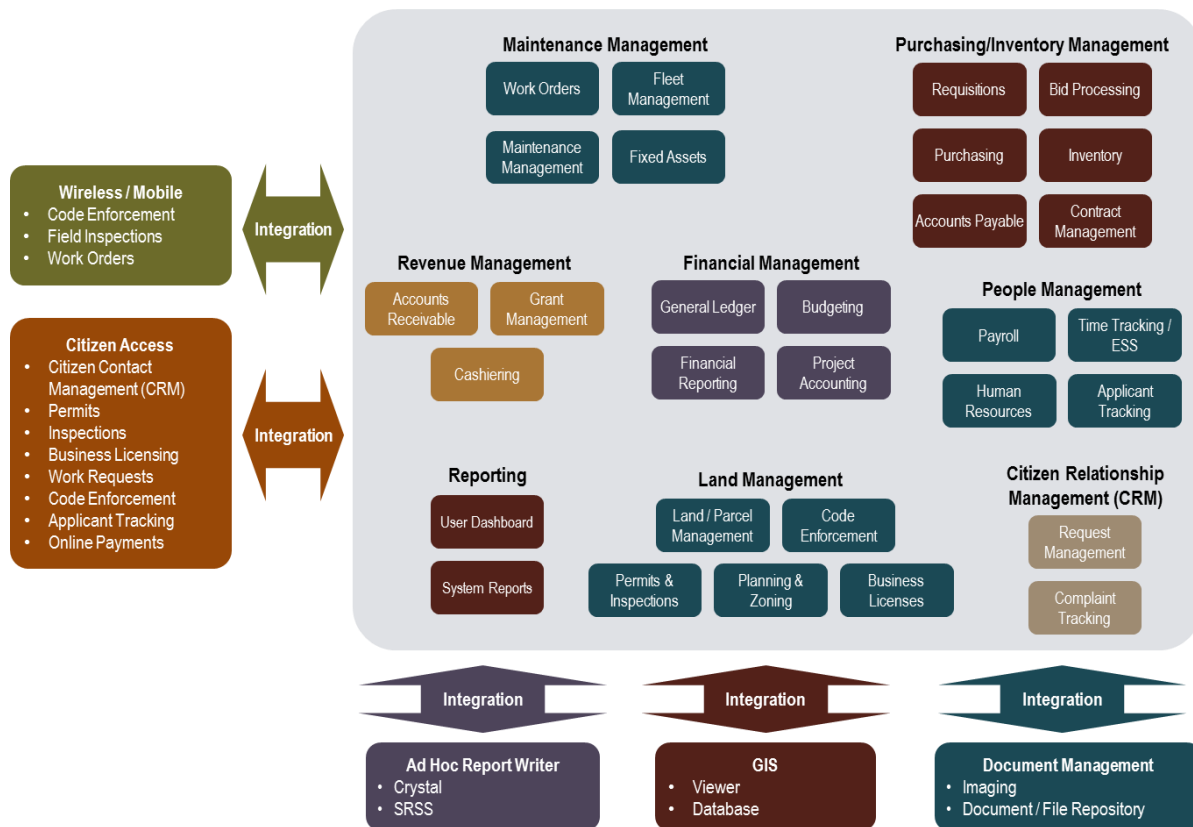 Maintenance Management
Work Orders
Fleet
Management
Maintenance
Management
Fixed Assets
Purchasing/Inventory Management
Requisitions
Bid Processing
Purchasing
Inventory
Accounts Payable
Contract
Management
Wireless / Mobile
• Code Enforcement
• Field Inspections
• Work Orders
Integration
Citizen Access
• Citizen Contact
Management (CRM)
• Permits
• Inspections
• Business Licensing
• Work Requests
• Code Enforcement
• Applicant Tracking
• Online Payments
Integration
Revenue Management
Accounts
Receivable
Grant
Management
Cashiering
Financial Management
General Ledger
Budgeting
Financial
Reporting
Project
Accounting
People Management
Payroll
Time Tracking /
ESS
Human
Resources
Applicant
Tracking
Reporting
User Dashboard
System Reports
Land Management
Land / Parcel
Management
Code
Enforcement
Permits &
Inspections
Planning &
Zoning
Business
Licenses
Citizen Relationship
Management (CRM)
Request
Management
Complaint
Tracking
Integration
Integration
Integration
Ad Hoc Report Writer
• Crystal
• SRSS
GIS
• Viewer
• Database
Document Management
• Imaging
• Document / File Repository